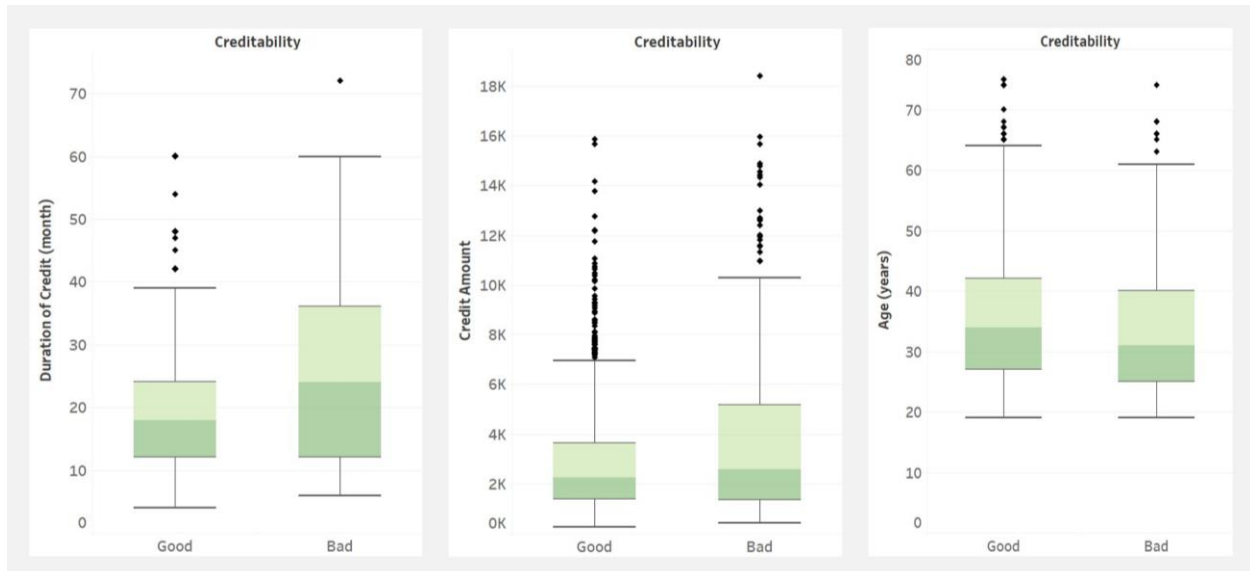 Creditability
Duration of Credit (month)
70
60
50
40
30
20
10
0
Good Bad
Creditability
Credit Amount
18K
16K
14K
12K
10K
8K
6K
4K
2K
0K
Good Bad
Creditability
Age (years)
80
70
60
50
40
30
20
10
0
Good Bad